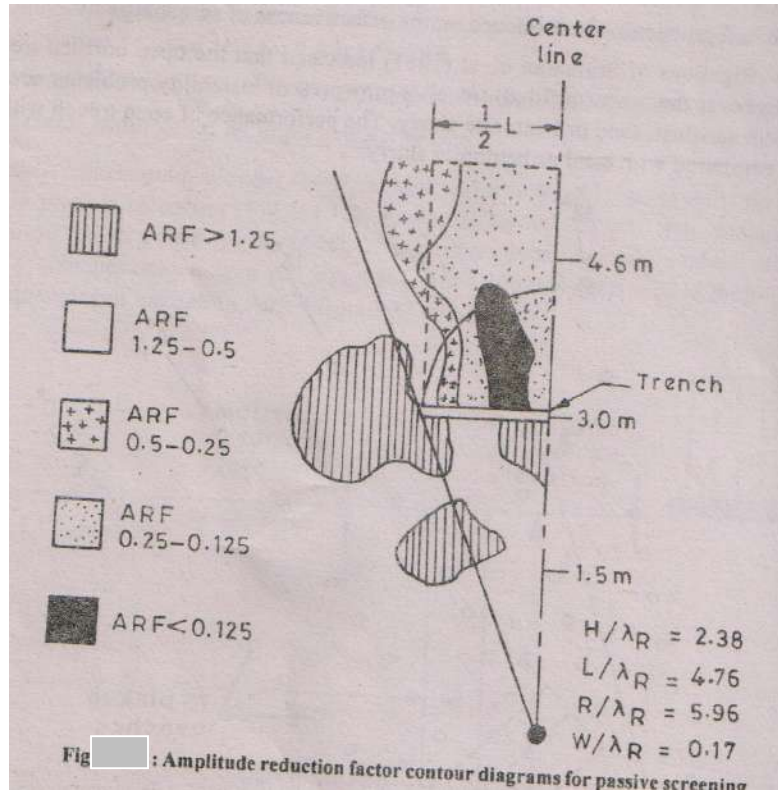 Center
line
1/2 L
ARF > 1.25
ARF
1.25-0.5
ARF
0.5-0.25
ARF
0.25-0.125
ARF<0.125
4.6 m
Trench
3.0 m
1.5 m
H/λR = 2.38
L/λR = 4.76
R/λR = 5.96
W/λR = 0.17
Fig : Amplitude reduction factor contour diagrams for passive screening